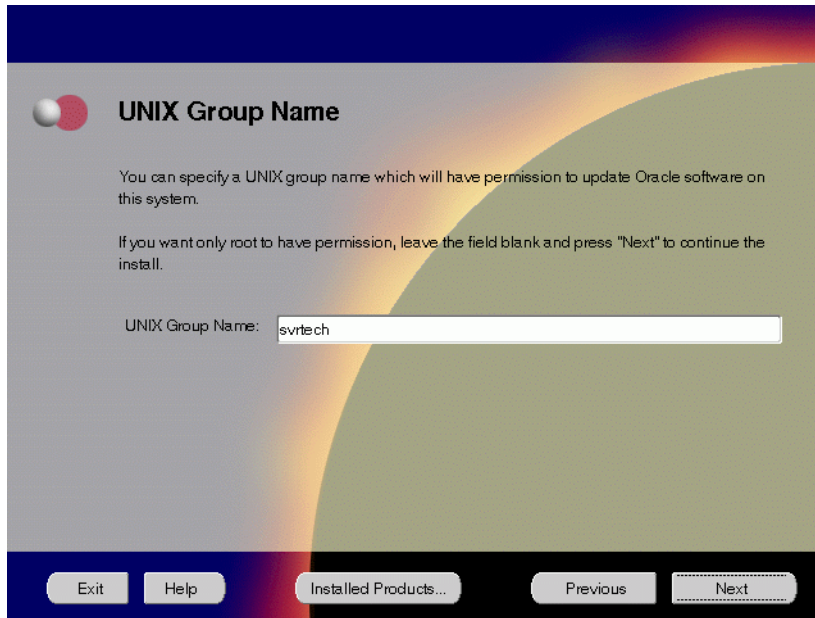 UNIX Group Name
You can specify a UNIX group name which will have permission to update Oracle software on
this system.
If you want only root to have permission, leave the field blank and press "Next" to continue the
install.
UNIX Group Name:
svrtech
Exit
Help
Installed Products...
Previous
Next